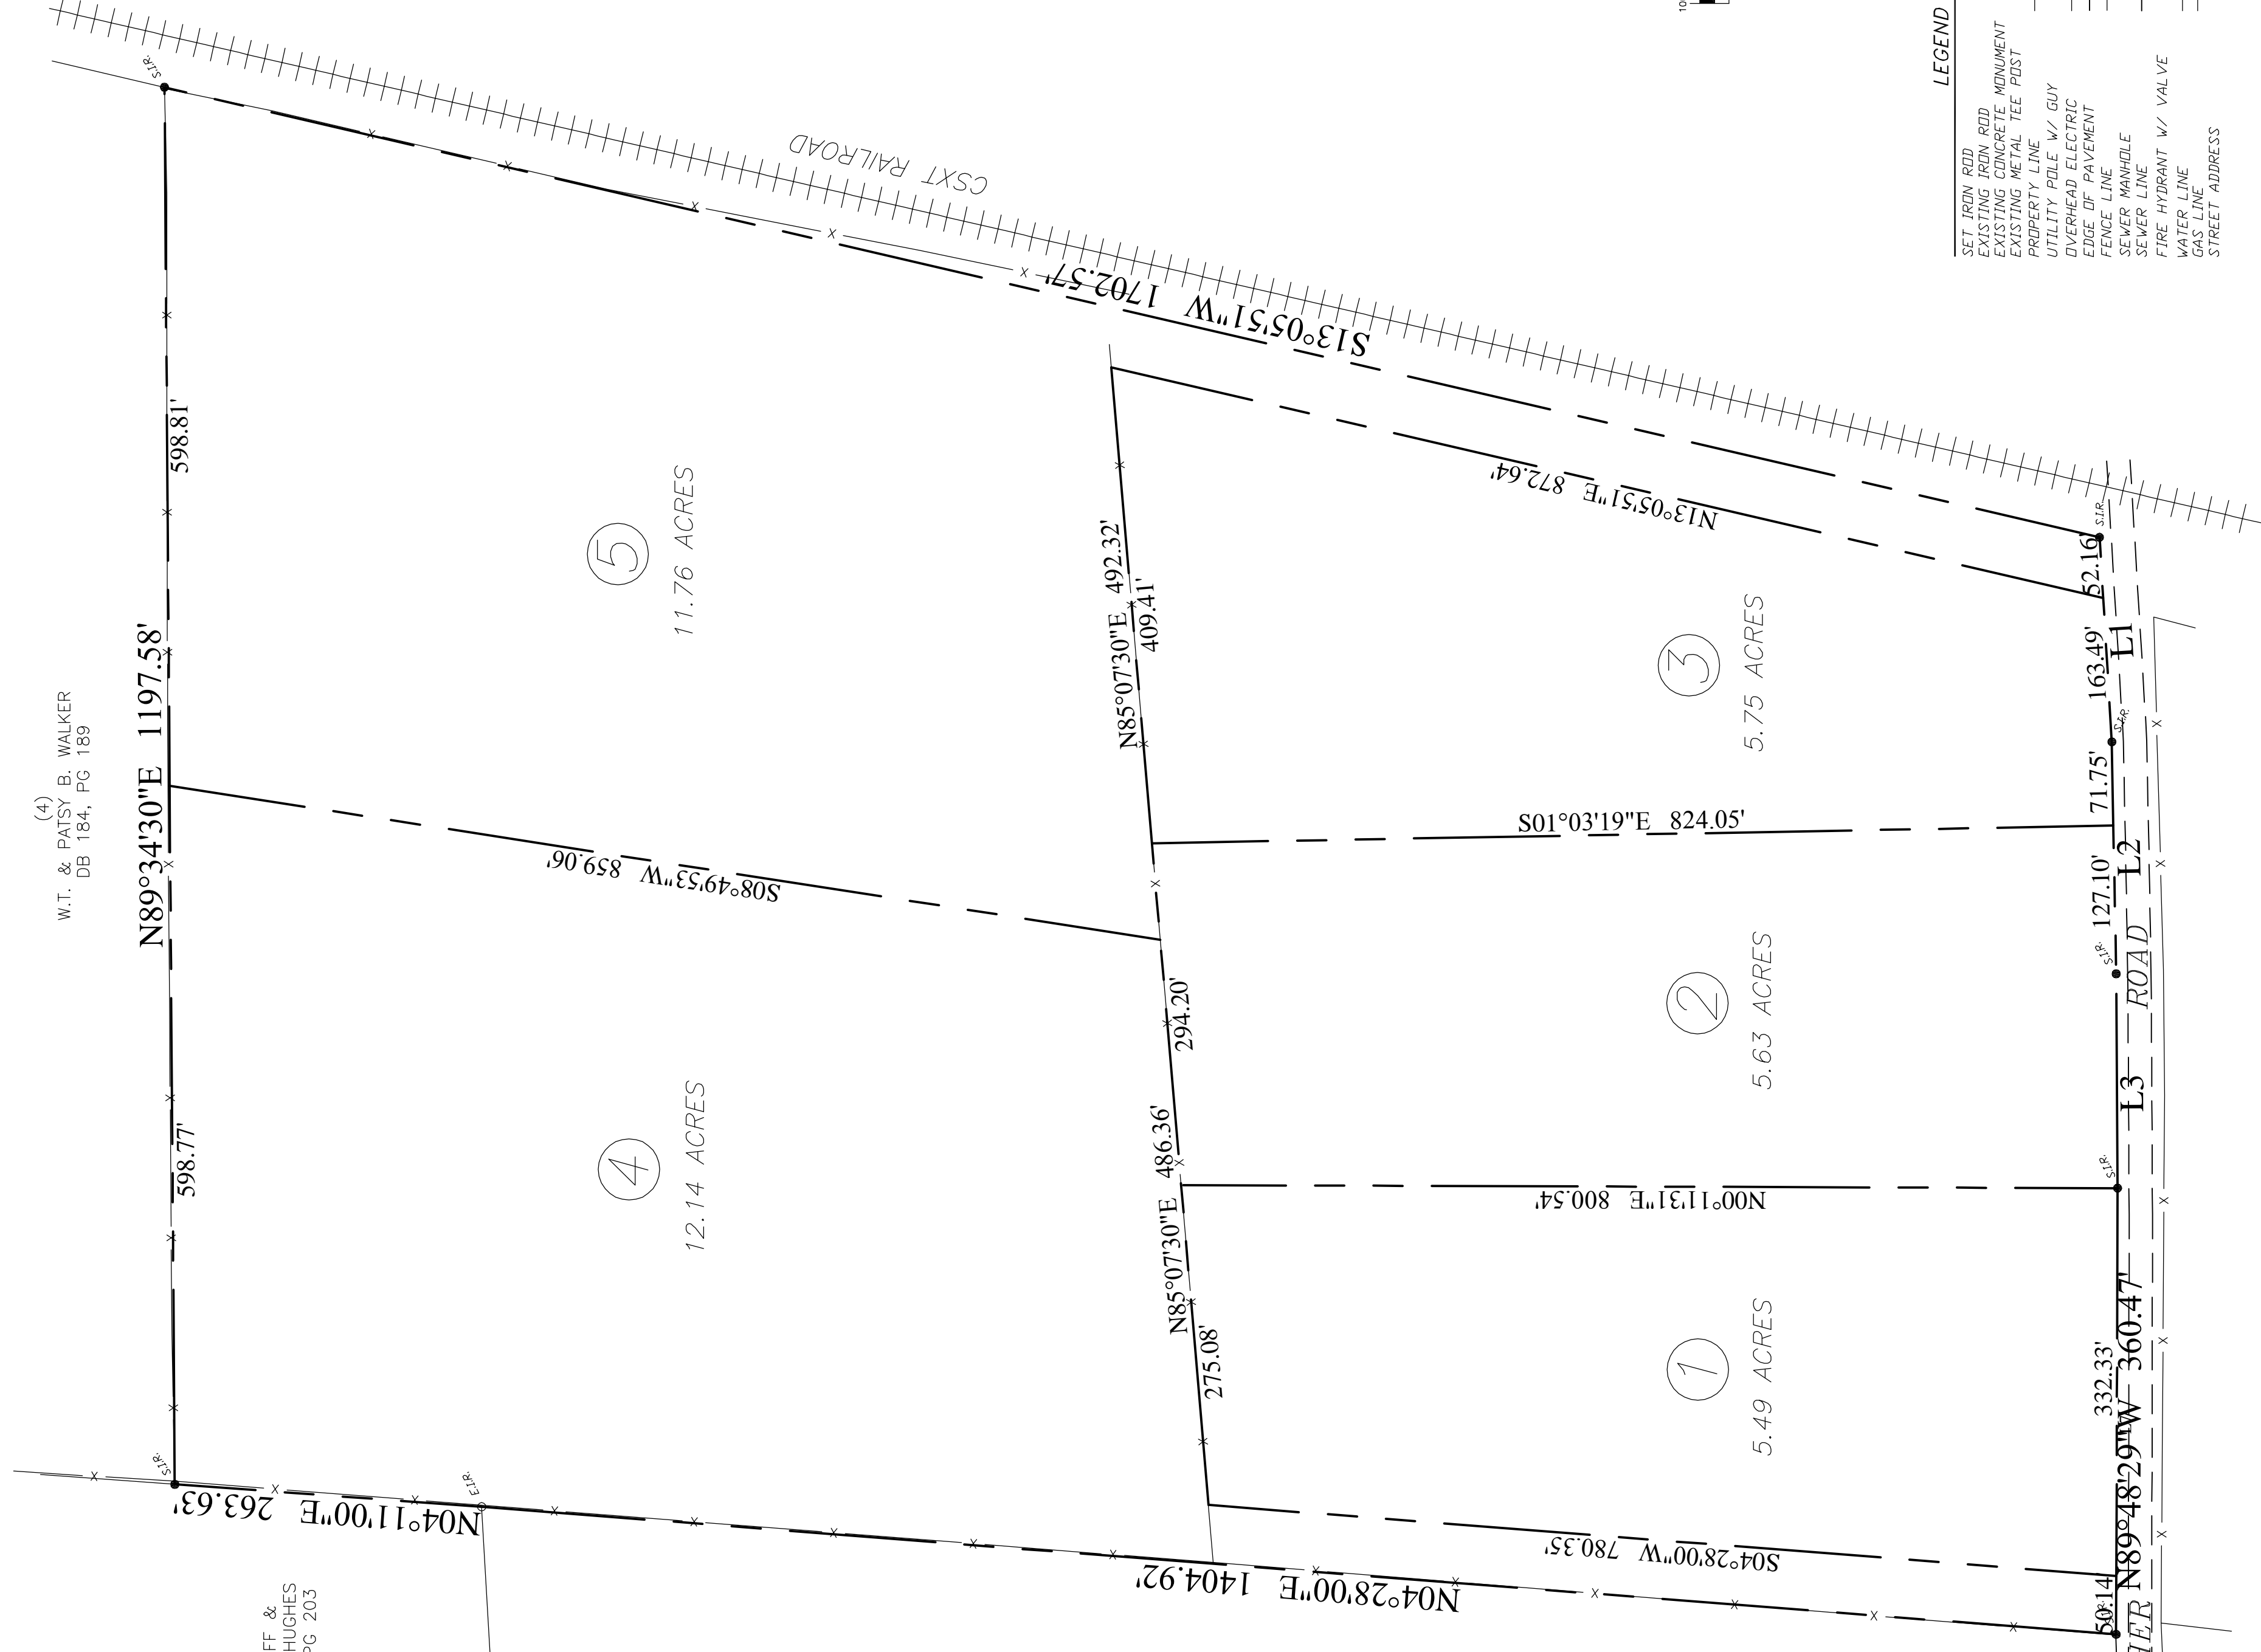 (4)
W.T. & PATSY B. WALKER
DB 184, PG 189
N89°34'30"E 1197.58'
598.77'
598.81'
S.I.R.
S.I.R.
E.I.R.
N04°11'00"E 263.63'
FF &
HUGHES
PG 203
N04°28'00"E 1404.92'
CSXT RAILROAD
S13°05'51"W 1702.57'
4
12.14 ACRES
5
11.76 ACRES
S08°49'53"W 859.06'
N85°07'30"E 486.36'
N85°07'30"E 492.32'
275.08'
294.20'
409.41'
S04°28'00"W 780.35'
N00°11'31"E 800.54'
S01°03'19"E 824.05'
N13°05'51"E 872.64'
1
5.49 ACRES
2
5.63 ACRES
3
5.75 ACRES
50.14'
332.33'
127.10'
71.75'
163.49'
52.16'
S.I.R.
S.I.R.
S.I.R.
S.I.R.
N89°48'29"W 360.47'
L3
L2
L1
HER ROAD
LEGEND
SET IRON ROD
EXISTING IRON ROD
EXISTING CONCRETE MONUMENT
EXISTING METAL TEE POST
PROPERTY LINE
UTILITY POLE W/ GUY
OVERHEAD ELECTRIC
EDGE OF PAVEMENT
FENCE LINE
SEWER MANHOLE
SEWER LINE
FIRE HYDRANT W/ VALVE
WATER LINE
GAS LINE
STREET ADDRESS
10